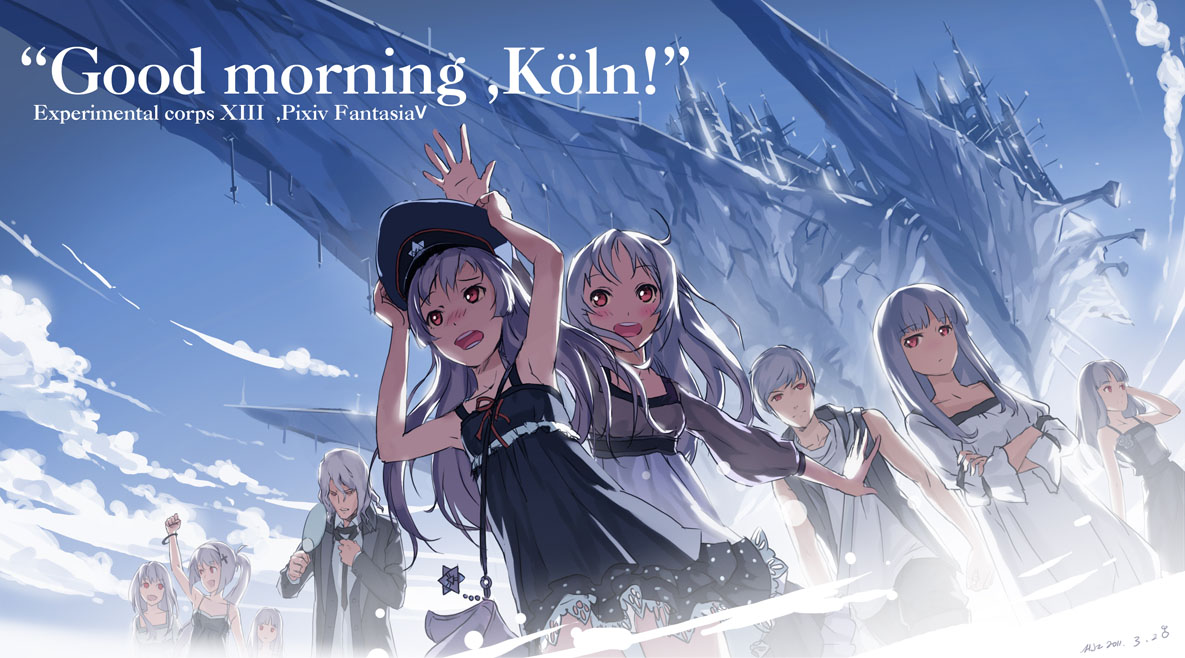 “Good morning ,Köln!”
Experimental corps XIII ,Pixiv FantasiaV
2011. 3.28